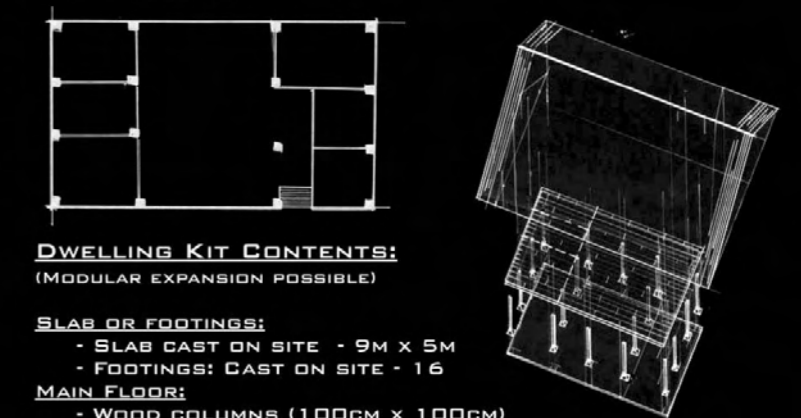 Dwelling Kit Contents:
(Modular expansion possible)
Slab or footings:
- Slab cast on site - 9m x 5m
- Footings: Cast on site - 16
Main Floor:
- Wood columns (100cm x 100cm)